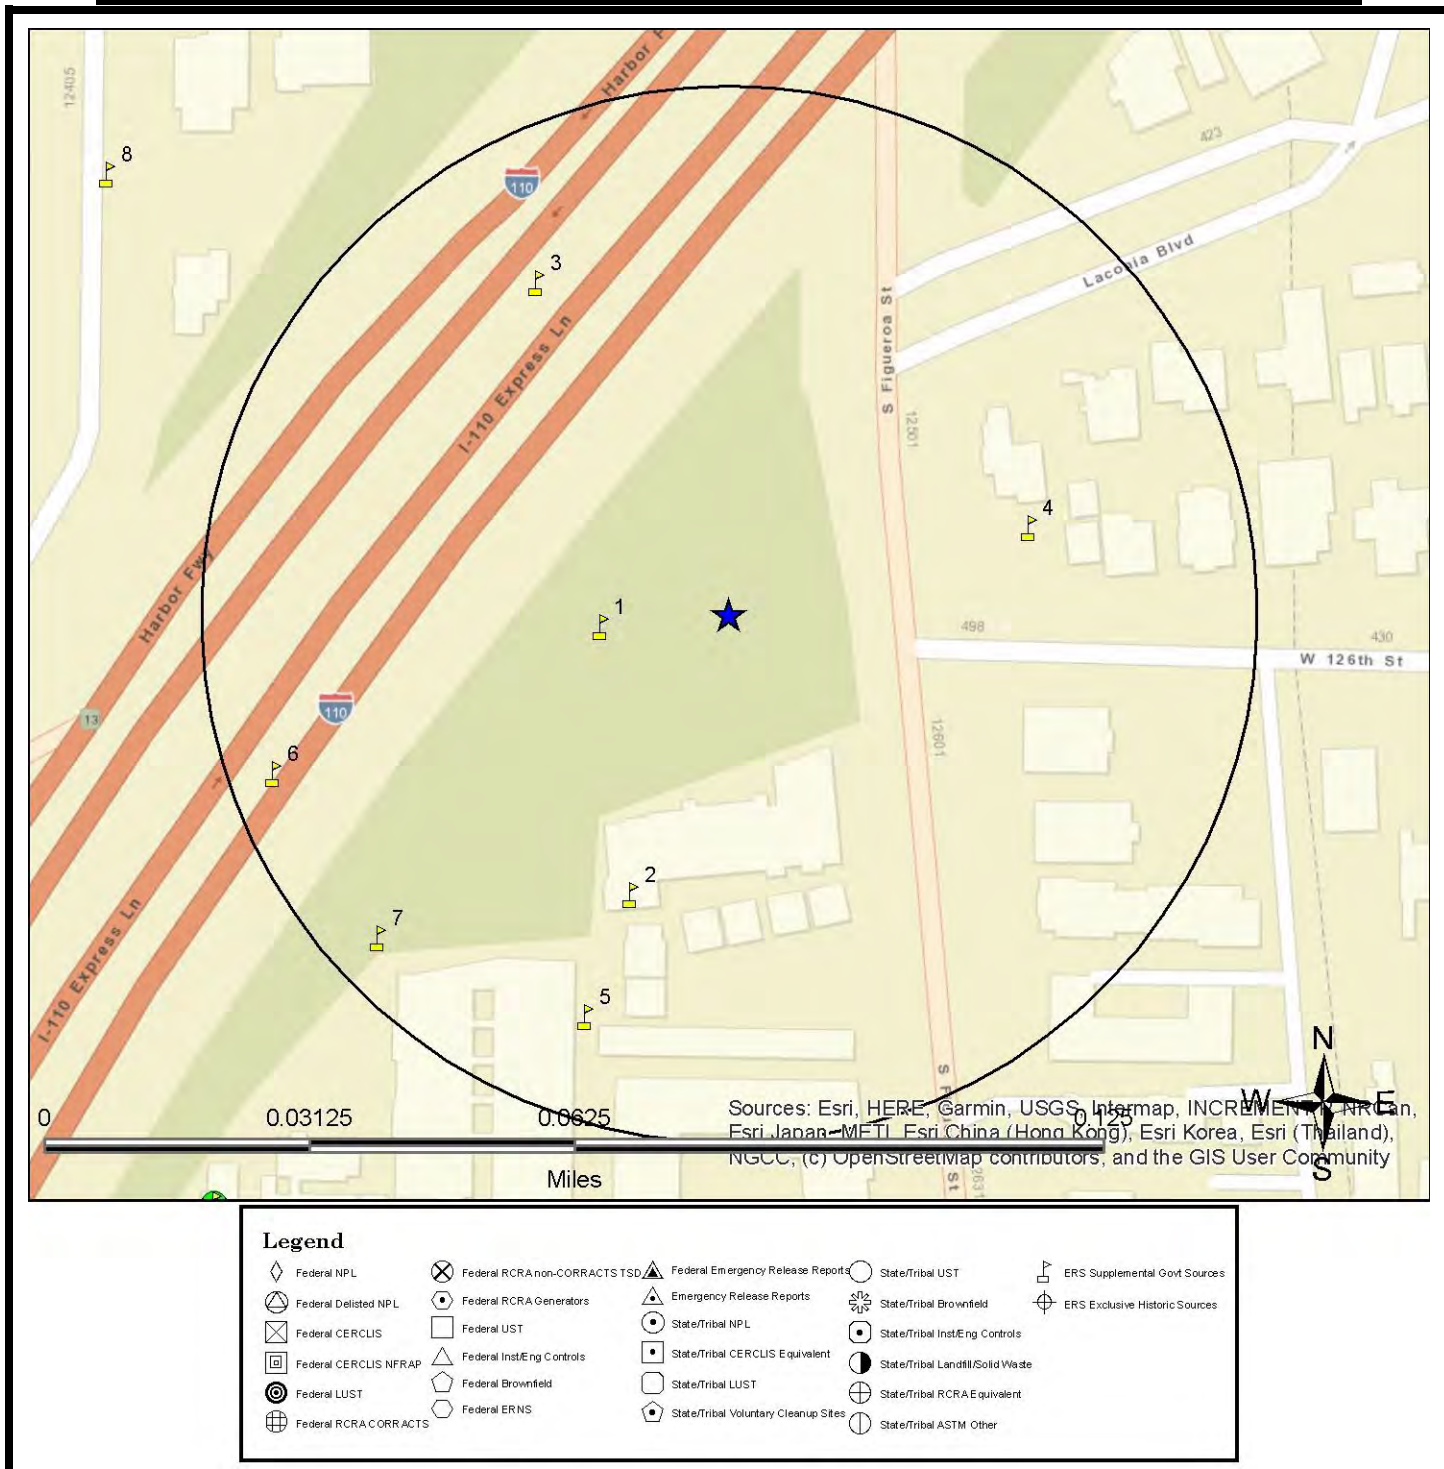 12405
Harbor F
8
423
110
3
Laconia Blvd
S Figueroa St
I-110 Express Ln
12501
4
Harbor Fwy
1
498
430
W 126th St
110
13
6
12601
2
7
I-110 Express Ln
5
N
S F
W
E
0
0.03125
0.0625
0.125
Sources: Esri, HERE, Garmin, USGS, Intermap, INCREMENT P, NRCan,
Esri Japan, METI, Esri China (Hong Kong), Esri Korea, Esri (Thailand),
NGCC, (c) OpenStreetMap contributors, and the GIS User Community
S
St
Miles
Legend
Federal NPL
Federal RCRA non-CORRACTS TSD
Federal Emergency Release Reports
State/Tribal UST
ERS Supplemental Govt Sources
Federal Delisted NPL
Federal RCRA Generators
Emergency Release Reports
State/Tribal Brownfield
ERS Exclusive Historic Sources
Federal CERCLIS
Federal UST
State/Tribal NPL
State/Tribal Inst/Eng Controls
Federal CERCLIS NFRAP
Federal Inst/Eng Controls
State/Tribal CERCLIS Equivalent
State/Tribal Landfill/Solid Waste
Federal LUST
Federal Brownfield
State/Tribal LUST
State/Tribal RCRA Equivalent
Federal RCRA CORRACTS
Federal ERNS
State/Tribal Voluntary Cleanup Sites
State/Tribal ASTM Other